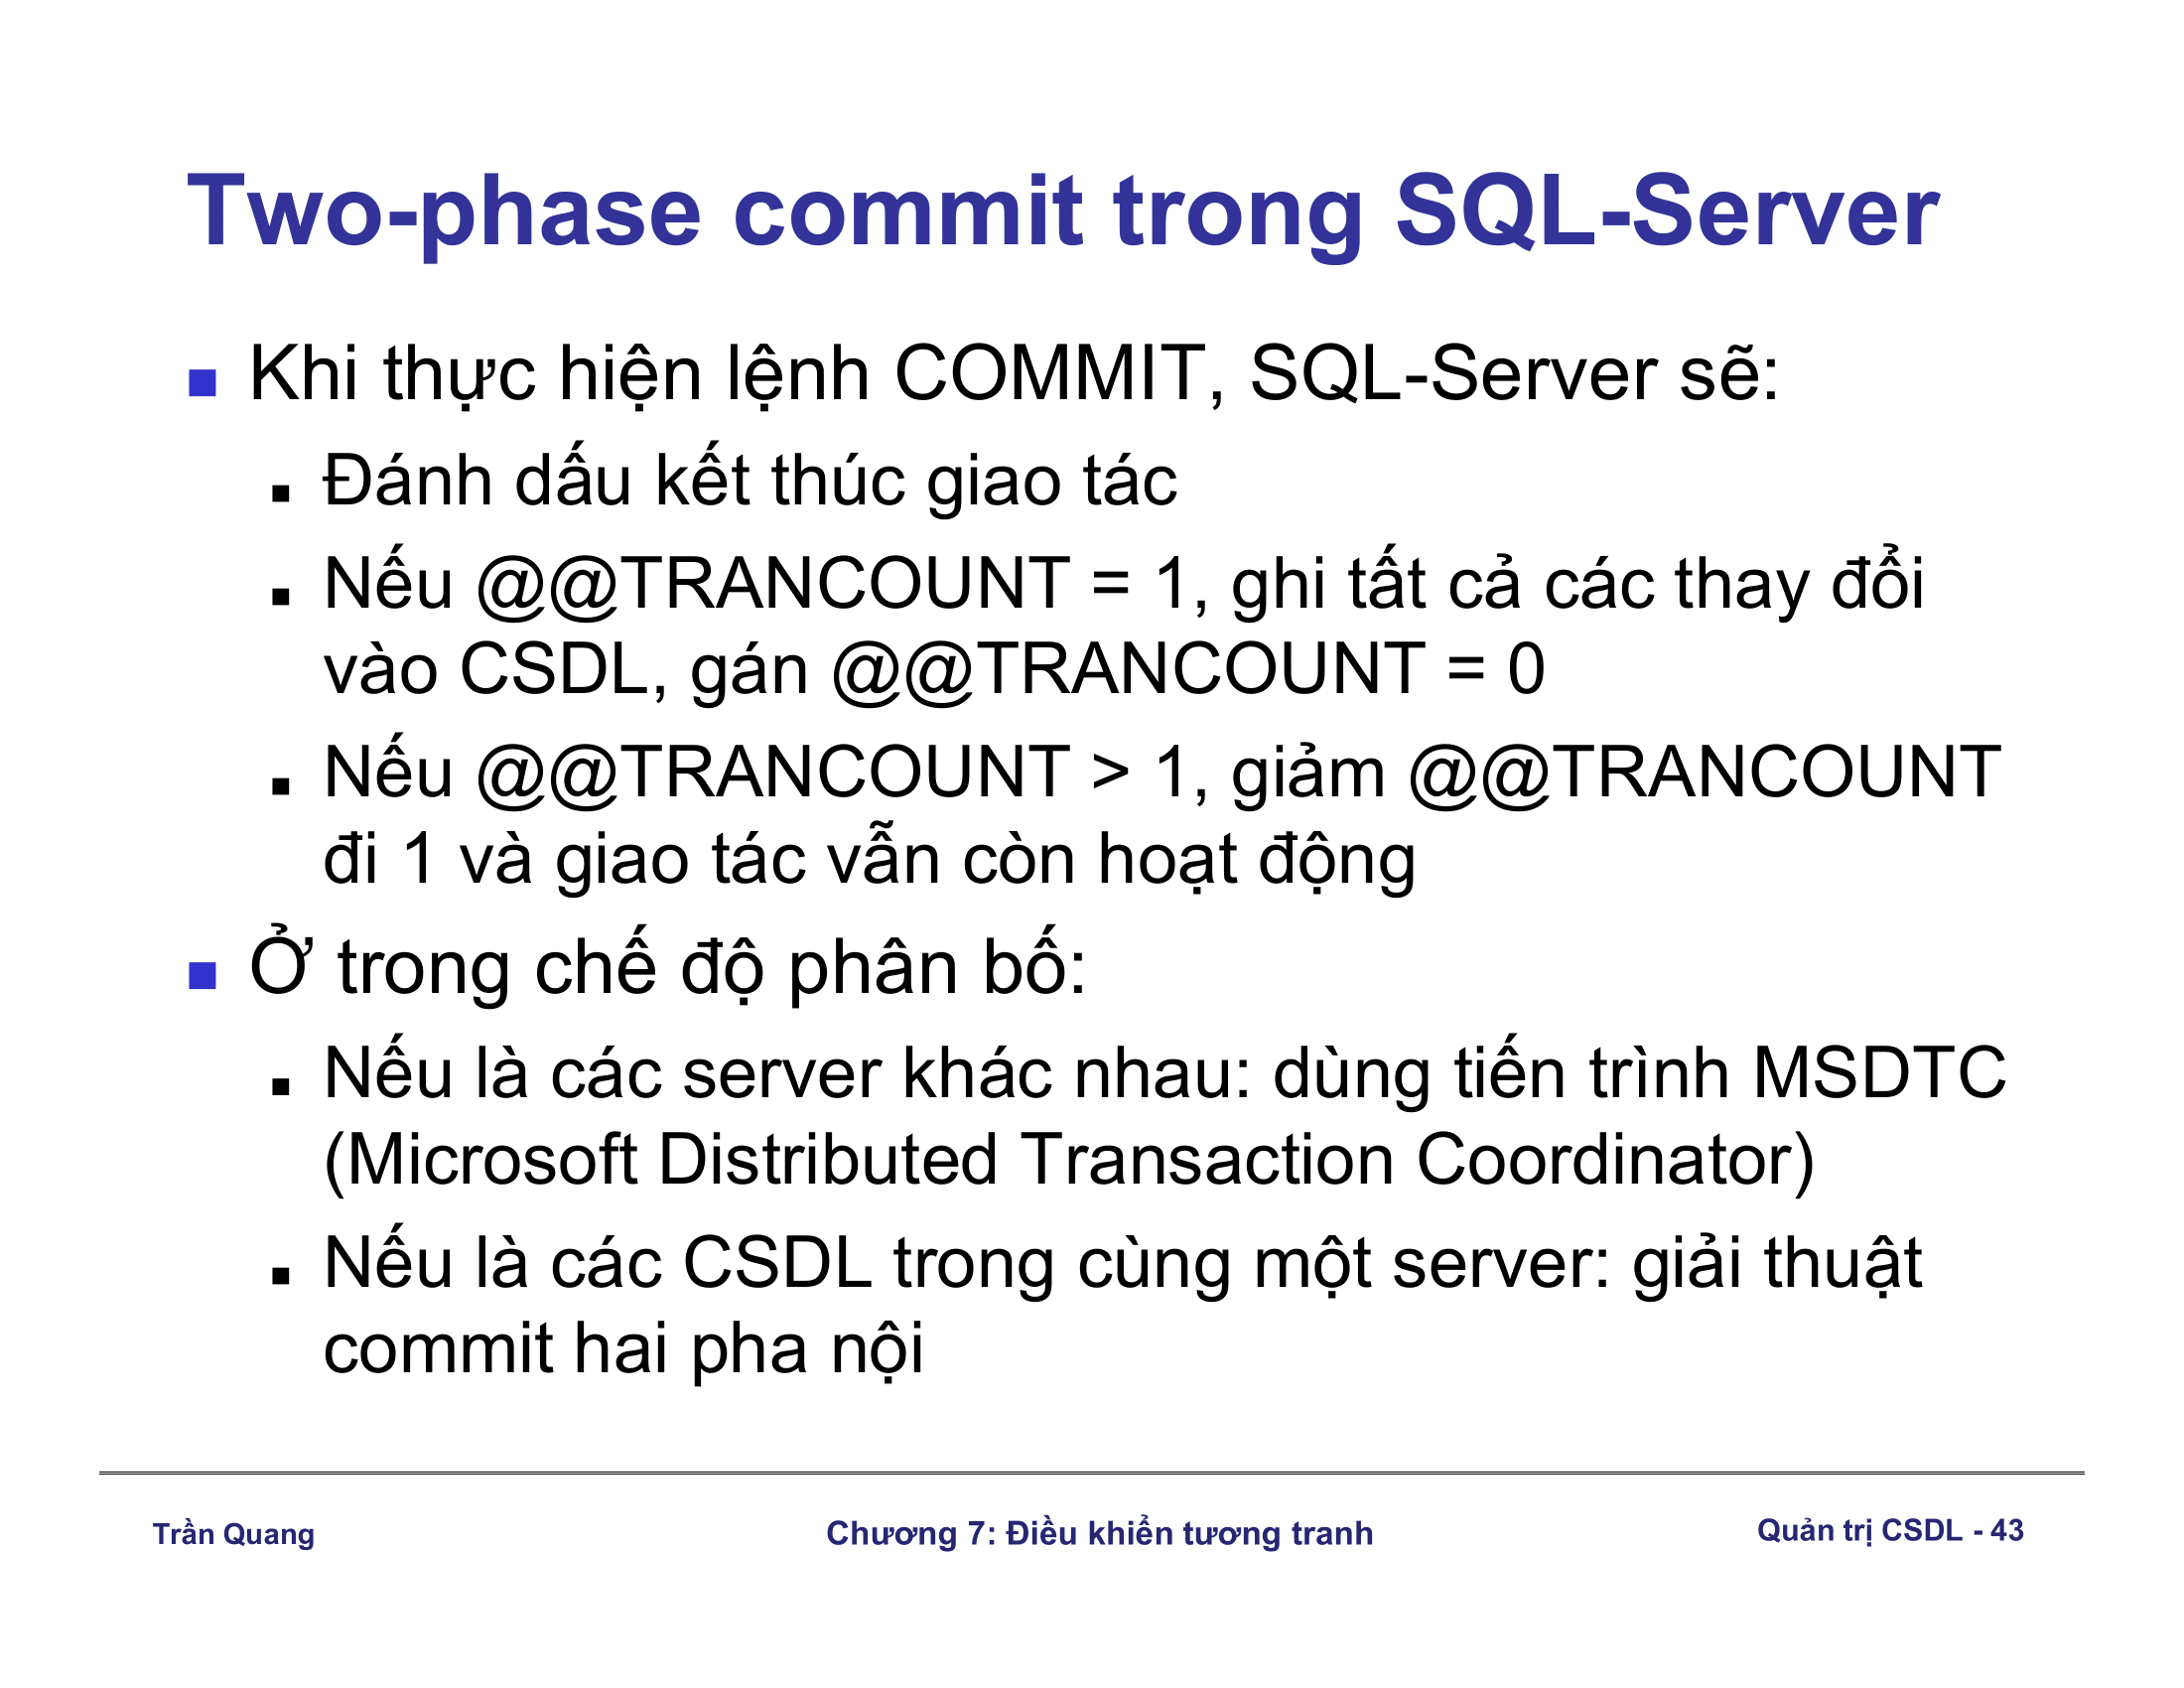 Two-phase commit trong SQL-Server
Khi thực hiện lệnh COMMIT, SQL-Server sẽ:
Đánh dấu kết thúc giao tác
Nếu @@TRANCOUNT = 1, ghi tất cả các thay đổi
vào CSDL, gán @@TRANCOUNT = 0
Nếu @@TRANCOUNT > 1, giảm @@TRANCOUNT
đi 1 và giao tác vẫn còn hoạt động
Ở trong chế độ phân bố:
Nếu là các server khác nhau: dùng tiến trình MSDTC
(Microsoft Distributed Transaction Coordinator)
Nếu là các CSDL trong cùng một server: giải thuật
commit hai pha nội
Trần Quang
Chương 7: Điều khiển tương tranh
Quản trị CSDL - 43